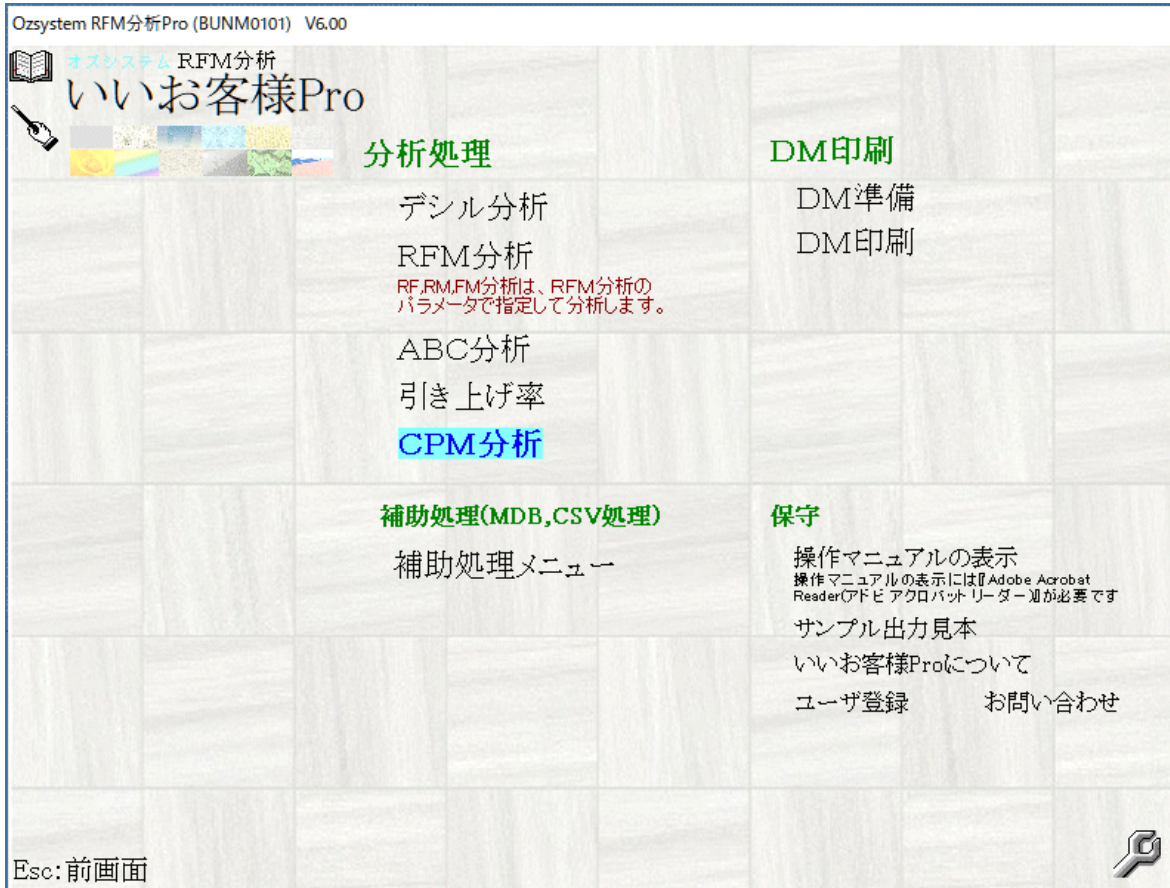 Ozsystem RFM分析Pro (BUNM0101) V6.00
オズシステム RFM分析
いいお客様Pro
分析処理
デシル分析
RFM分析
RF,RM,FM分析は、RFM分析の
パラメータで指定して分析します。
ABC分析
引き上げ率
CPM分析
DM印刷
DM準備
DM印刷
補助処理(MDB,CSV処理)
補助処理メニュー
保守
操作マニュアルの表示
操作マニュアルの表示には『Adobe Acrobat
Reader(アドビ アクロバット リーダー)』が必要です
サンプル出力見本
いいお客様Proについて
ユーザ登録 お問い合わせ
Esc:前画面